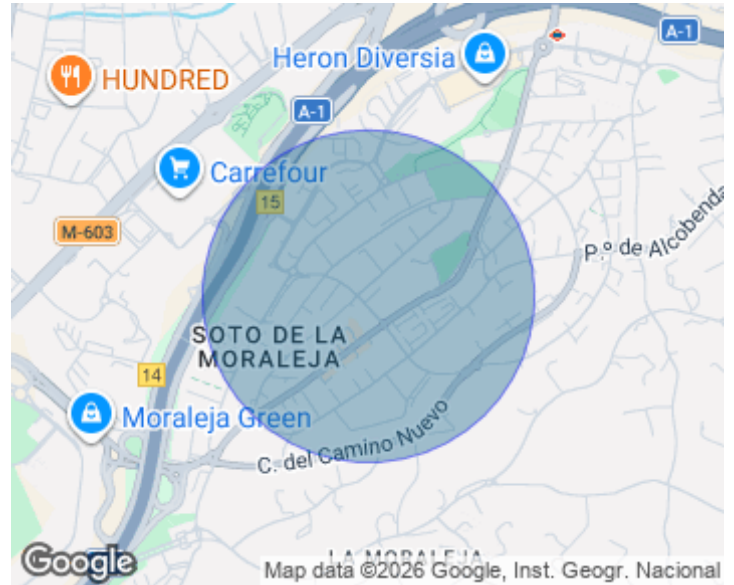 A-1
Heron Diversia
HUNDRED
A-1
Carrefour
15
M-603
P.º de Alcobenda
SOTO DE LA
MORALEJA
14
Moraleja Green
C. del Camino Nuevo
LA MORALEJA
Google
Map data ©2026 Google, Inst. Geogr. Nacional